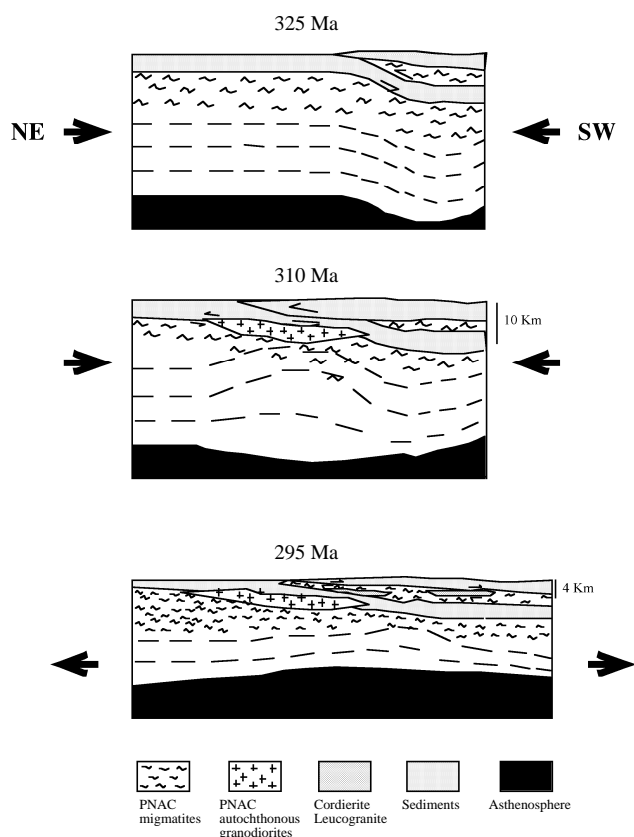 325 Ma
NE
SW
310 Ma
10 Km
295 Ma
4 Km
PNAC
migmatites
PNAC
autochthonous
granodiorites
Cordierite
Leucogranite
Sediments
Asthenosphere